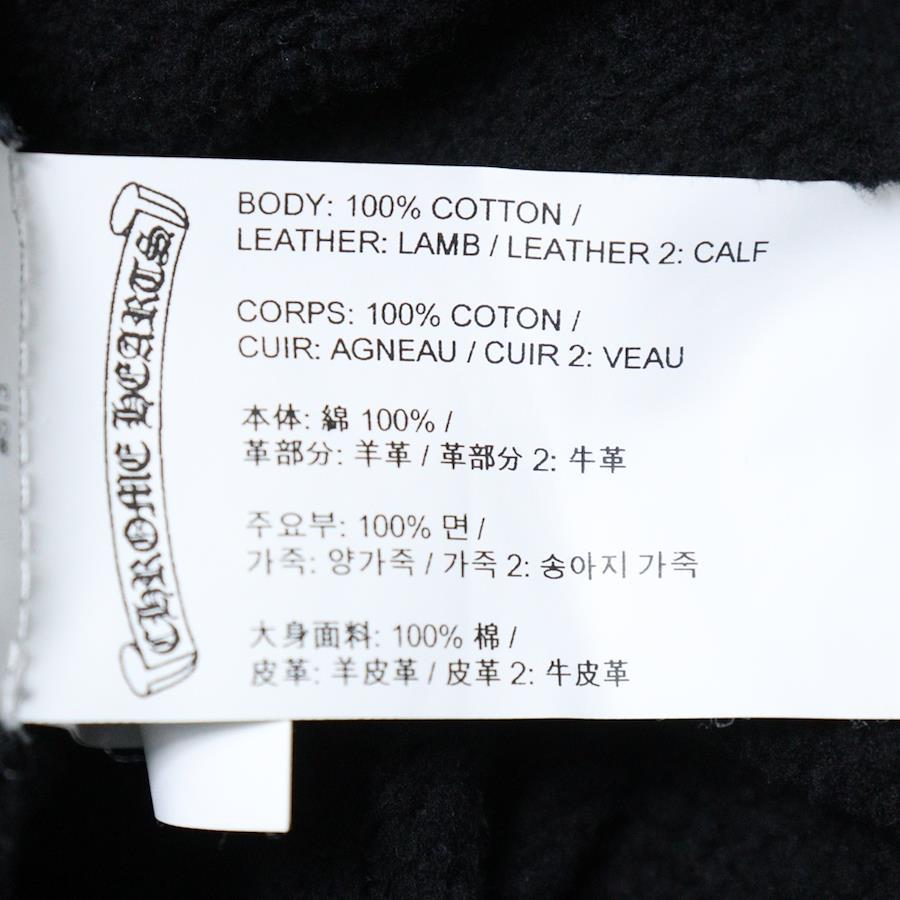 CHROME HEARTS
BODY: 100% COTTON /
LEATHER: LAMB / LEATHER 2: CALF
CORPS: 100% COTON /
CUIR: AGNEAU / CUIR 2: VEAU
本体: 綿 100% /
革部分: 羊革 / 革部分 2: 牛革
주요부: 100% 면 /
가죽: 양가죽 / 가죽 2: 송아지 가죽
大身面料: 100% 棉 /
皮革: 羊皮革 / 皮革 2: 牛皮革